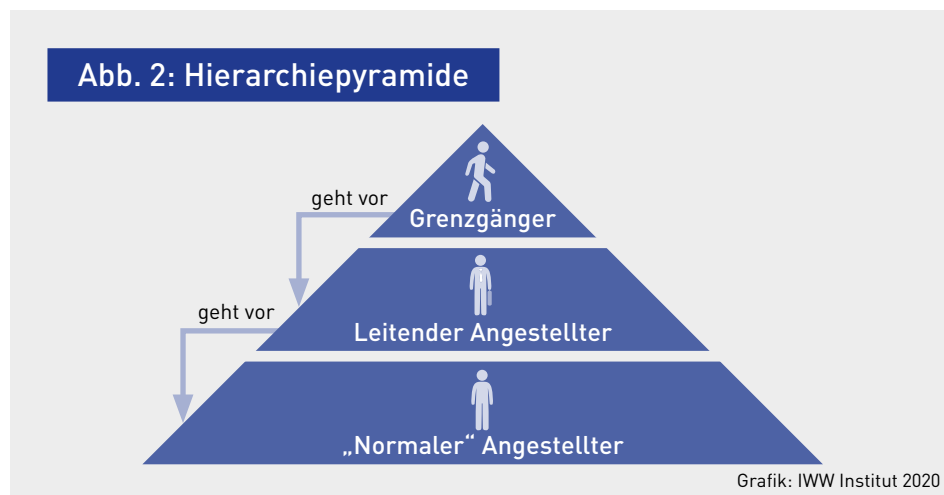 Abb. 2: Hierarchiepyramide
geht vor
Grenzgänger
geht vor
Leitender Angestellter
„Normaler“ Angestellter
Grafik: IWW Institut 2020